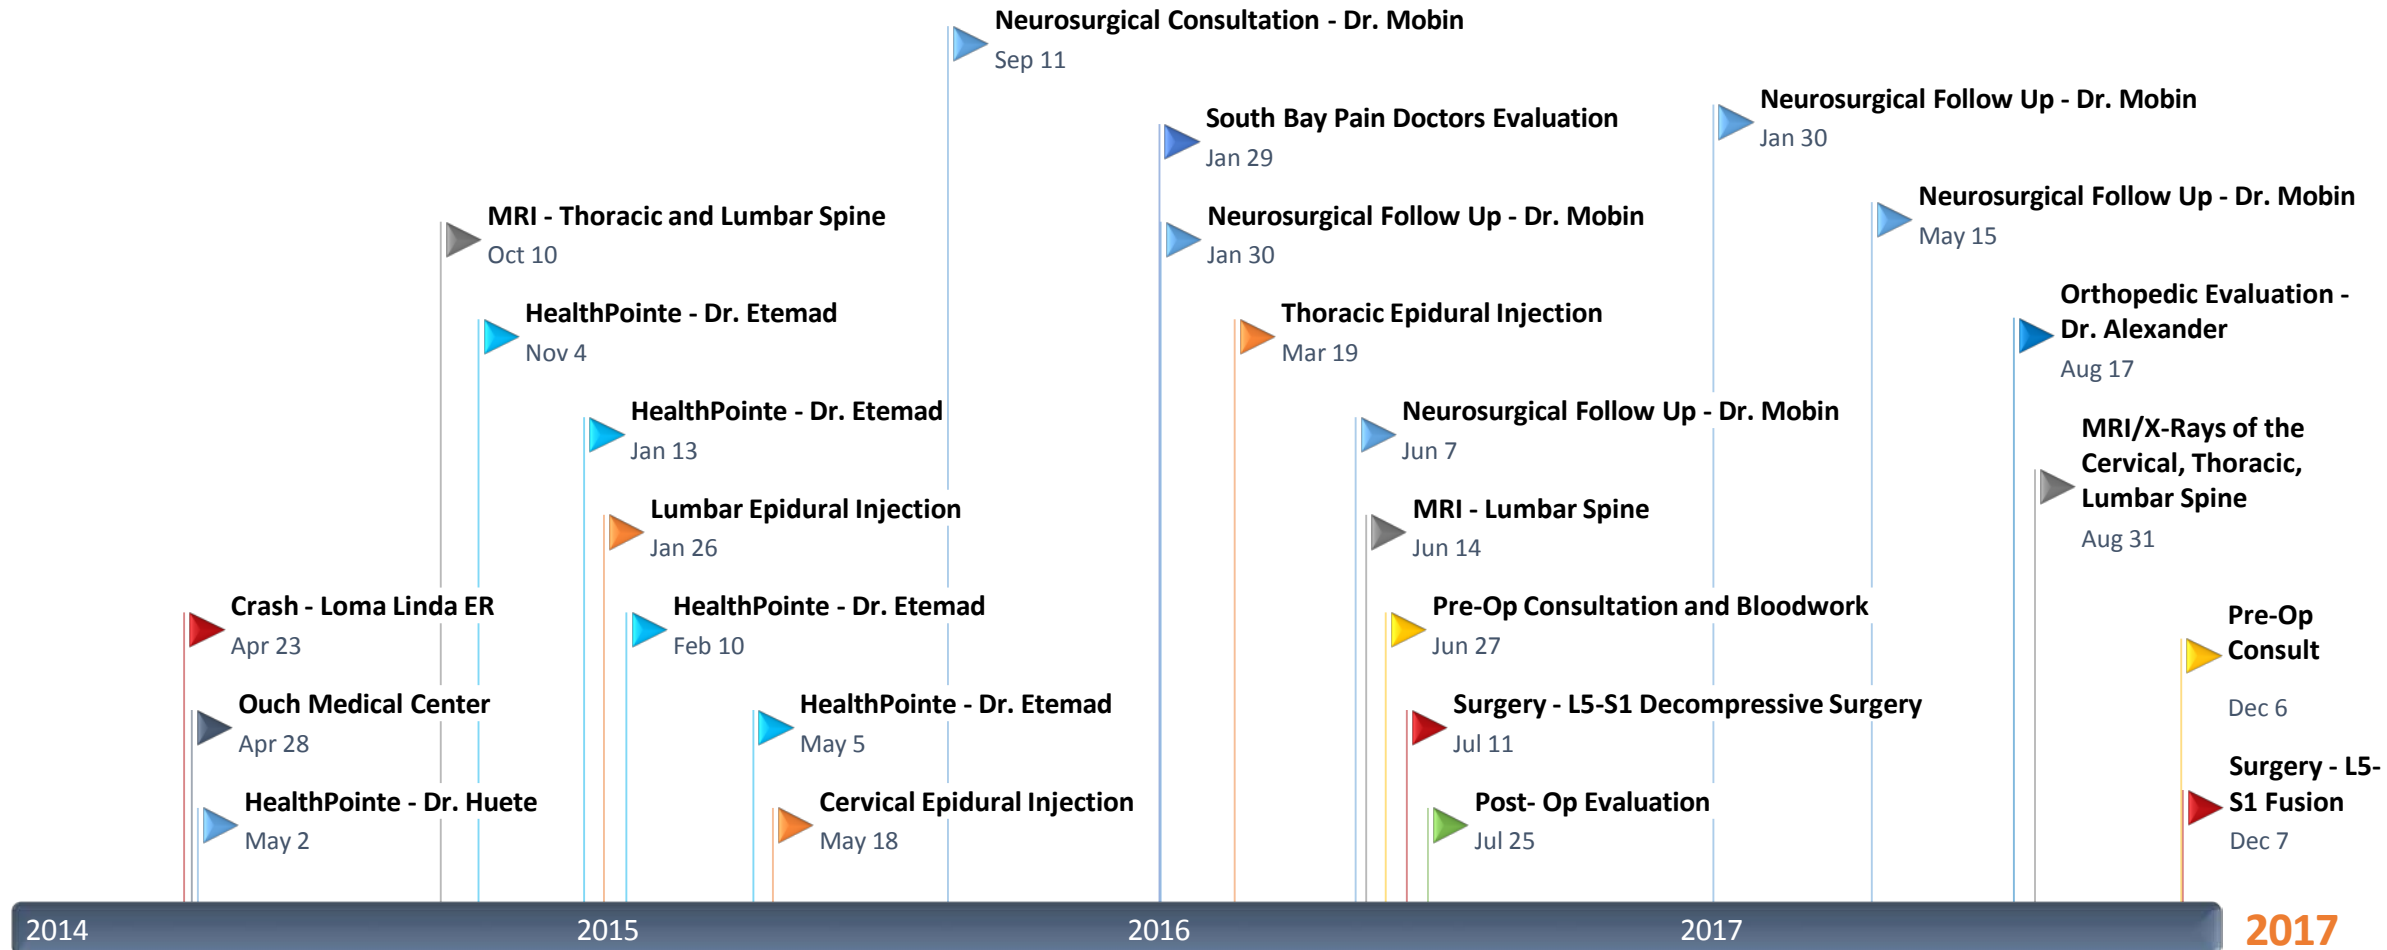 Neurosurgical Consultation - Dr. Mobin
Sep 11
Neurosurgical Follow Up - Dr. Mobin
Jan 30
South Bay Pain Doctors Evaluation
Jan 29
Neurosurgical Follow Up - Dr. Mobin
May 15
MRI - Thoracic and Lumbar Spine
Oct 10
Neurosurgical Follow Up - Dr. Mobin
Jan 30
Orthopedic Evaluation -
Dr. Alexander
Aug 17
HealthPointe - Dr. Etemad
Nov 4
Thoracic Epidural Injection
Mar 19
HealthPointe - Dr. Etemad
Jan 13
Neurosurgical Follow Up - Dr. Mobin
Jun 7
MRI/X-Rays of the
Cervical, Thoracic,
Lumbar Spine
Aug 31
Lumbar Epidural Injection
Jan 26
MRI - Lumbar Spine
Jun 14
Crash - Loma Linda ER
Apr 23
HealthPointe - Dr. Etemad
Feb 10
Pre-Op Consultation and Bloodwork
Jun 27
Pre-Op
Consult
Dec 6
Ouch Medical Center
Apr 28
HealthPointe - Dr. Etemad
May 5
Surgery - L5-S1 Decompressive Surgery
Jul 11
Surgery - L5-
S1 Fusion
Dec 7
HealthPointe - Dr. Huete
May 2
Cervical Epidural Injection
May 18
Post- Op Evaluation
Jul 25
2014
2015
2016
2017
2017